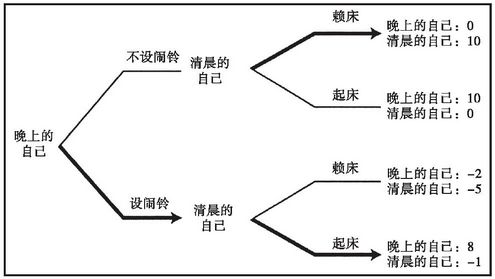 赖床
晚上的自己：0
清晨的自己：10
不设闹铃
清晨的
自己
起床
晚上的自己：10
清晨的自己：0
晚上的
自己
赖床
晚上的自己：-2
清晨的自己：-5
设闹铃
清晨的
自己
起床
晚上的自己：8
清晨的自己：-1